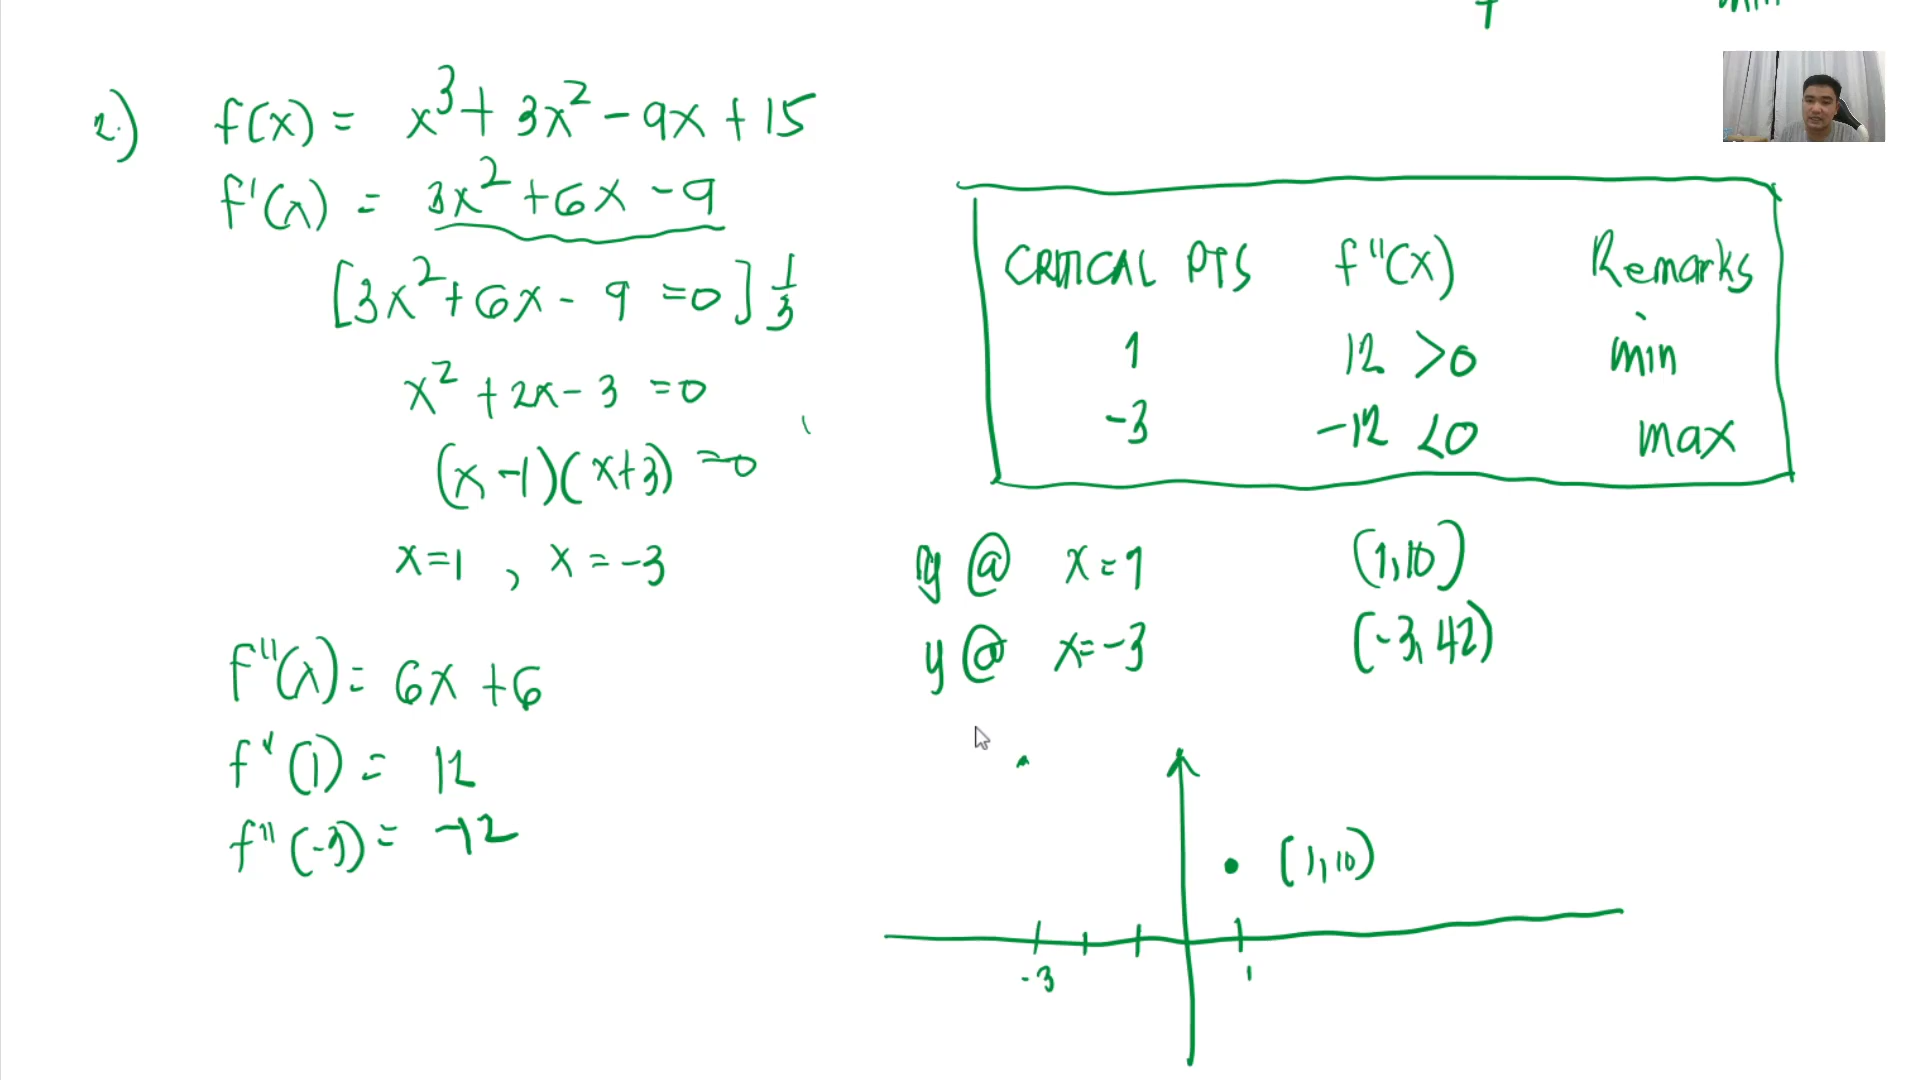 min
2.) f(x) = x³ + 3x² - 9x + 15
f'(x) = 3x² + 6x - 9
[3x² + 6x - 9 = 0] 1/3
x² + 2x - 3 = 0
(x - 1)(x + 3) = 0
x = 1 , x = -3
f''(x) = 6x + 6
f''(1) = 12
f''(-3) = -12
CRITICAL PTS f''(x) Remarks
1 12 >0 min
-3 -12 <0 max
y @ x = 1 (1, 10)
y @ x = -3 (-3, 42)
(1, 10)
-3 1